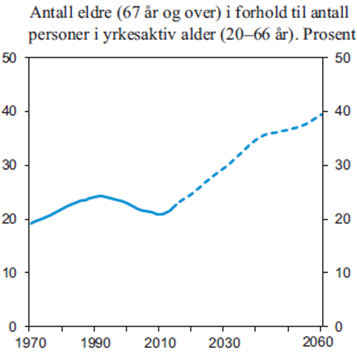 Antall eldre (67 år og over) i forhold til antall
personer i yrkesaktiv alder (20–66 år). Prosent
50 50
40 40
30 30
20 20
10 10
0 0
1970 1990 2010 2030 2060